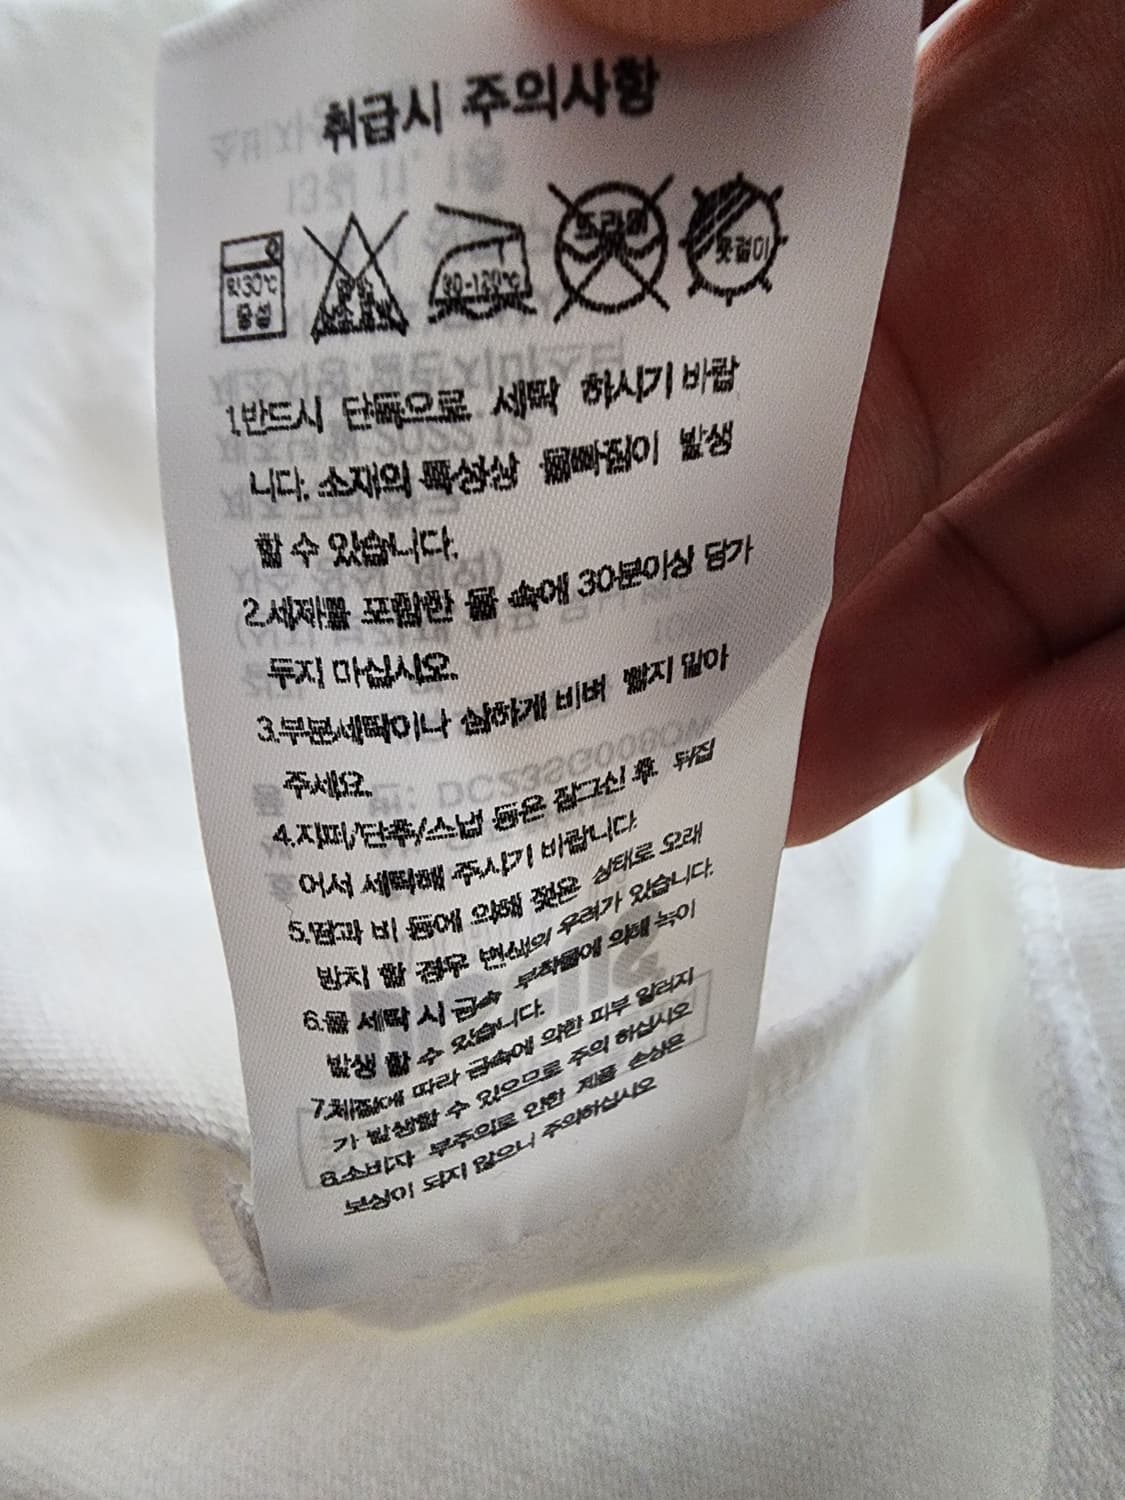 취급시 주의사항
약30℃
중성
80-120℃
드라이
옷걸이
1.반드시 단독으로 세탁 하시기 바랍
니다. 소재의 특성상 물빠짐이 발생
할 수 있습니다.
2.세제를 포함한 물 속에 30분이상 담가
두지 마십시오.
3.부분세탁이나 심하게 비벼 빨지 말아
주세요.
4.지퍼/단추/스냅 등은 잠그신 후 뒤집
어서 세탁해 주시기 바랍니다.
5.땀과 비 등에 의해 젖은 상태로 오래
방치 할 경우 변색의 우려가 있습니다.
6.물 세탁 시 금속 부착물에 의해 녹이
발생 할 수 있습니다.
7.체질에 따라 금속에 의한 피부 알러지
가 발생할 수 있으므로 주의 하십시오
8.소비자 부주의로 인한 제품 손상은
보상이 되지 않으니 주의하십시오